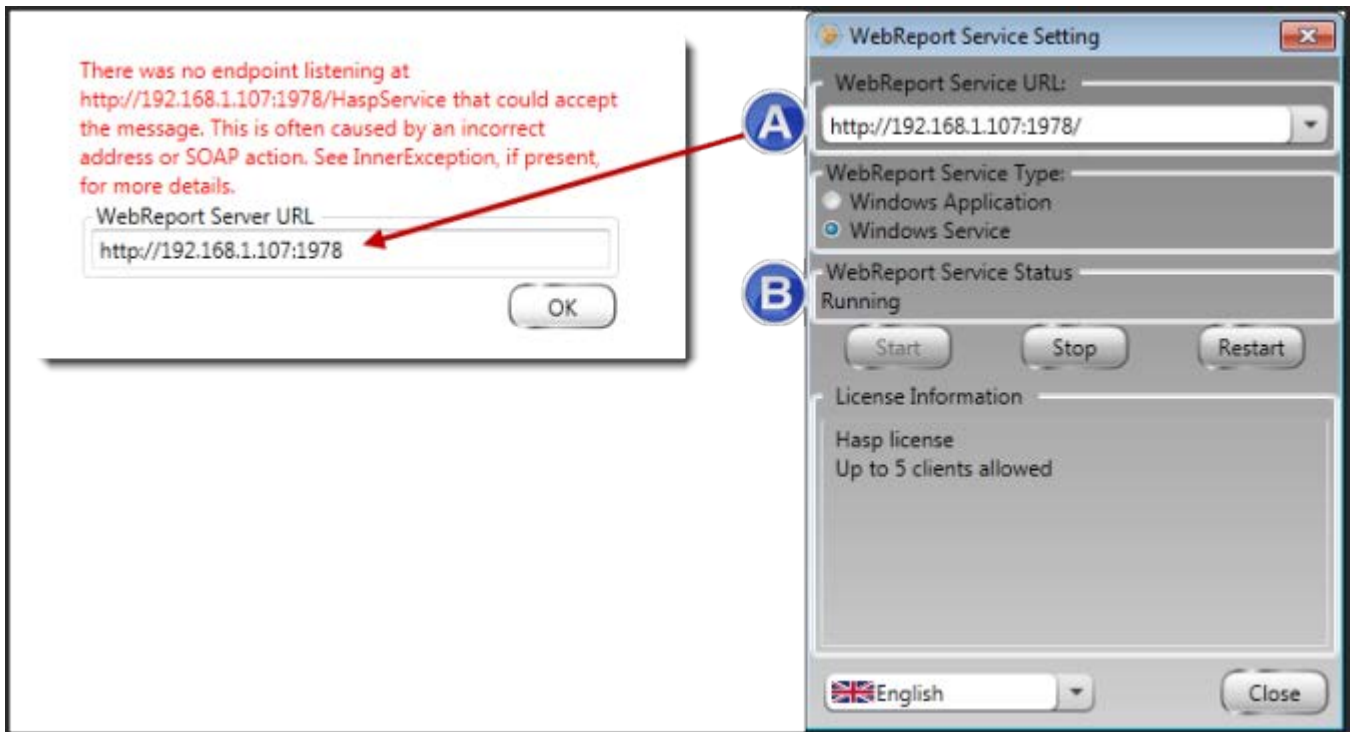 There was no endpoint listening at
http://192.168.1.107:1978/HaspService that could accept
the message. This is often caused by an incorrect
address or SOAP action. See InnerException, if present,
for more details.
WebReport Server URL
http://192.168.1.107:1978
OK
A
B
WebReport Service Setting
WebReport Service URL:
http://192.168.1.107:1978/
WebReport Service Type:
Windows Application
Windows Service
WebReport Service Status
Running
Start Stop Restart
License Information
Hasp license
Up to 5 clients allowed
English
Close